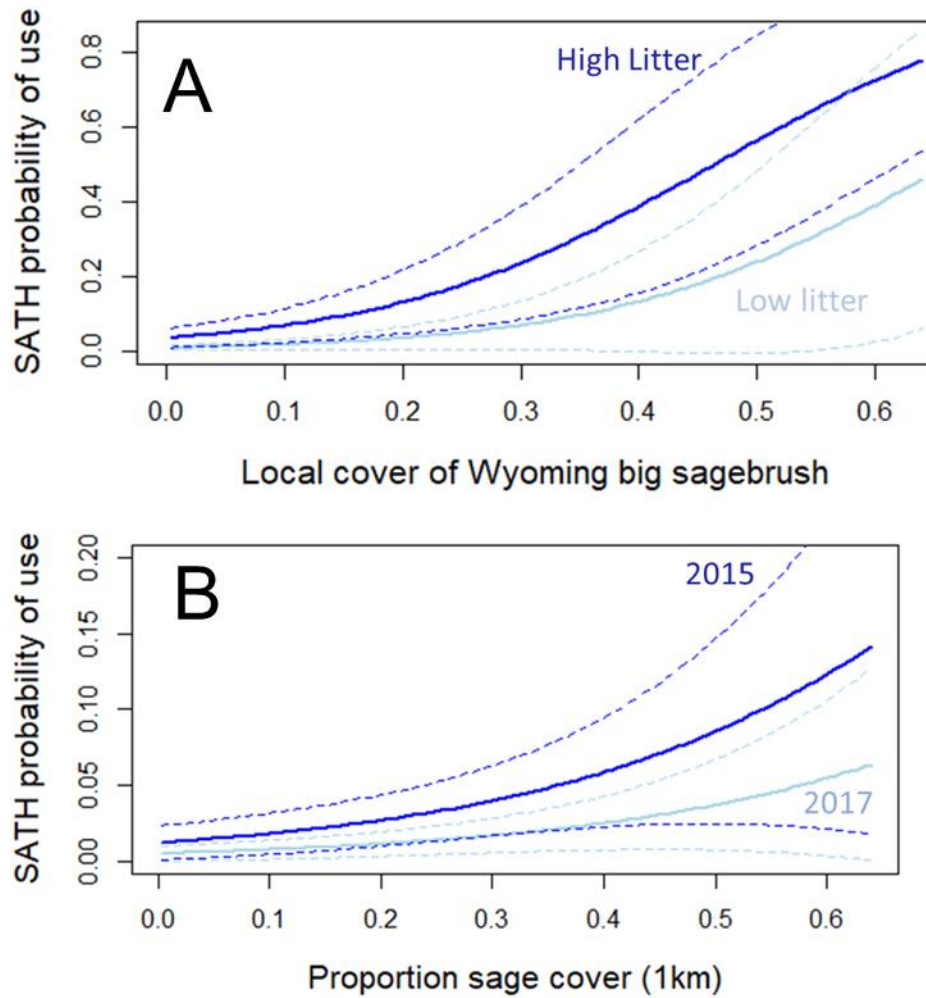 A
SATH probability of use
0.8
0.6
0.4
0.2
0.0
High Litter
Low litter
0.0 0.1 0.2 0.3 0.4 0.5 0.6
Local cover of Wyoming big sagebrush
B
SATH probability of use
0.20
0.15
0.10
0.05
0.00
2015
2017
0.0 0.1 0.2 0.3 0.4 0.5 0.6
Proportion sage cover (1km)